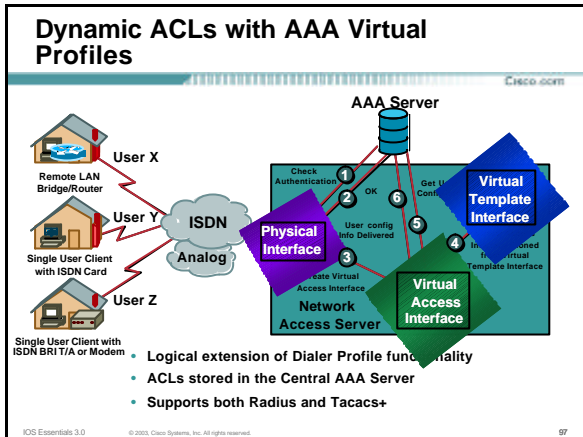 Dynamic ACLs with AAA Virtual
Profiles
Cisco.com
AAA Server
User X
Remote LAN
Bridge/Router
User Y
Single User Client
with ISDN Card
User Z
Single User Client with
ISDN BRI T/A or Modem
ISDN
Analog
Check
Authentication
1
2
OK
6
Get U
5
Physical
Interface
User config
Info Delivered
3
reate Virtual
Access Interface
Network
Access Server
Virtual
Template
Interface
4
Template Interface
Virtual
Access
Interface
• Logical extension of Dialer Profile func ality
• ACLs stored in the Central AAA Server
• Supports both Radius and Tacacs+
IOS Essentials 3.0
© 2003, Cisco Systems, Inc. All rights reserved.
97